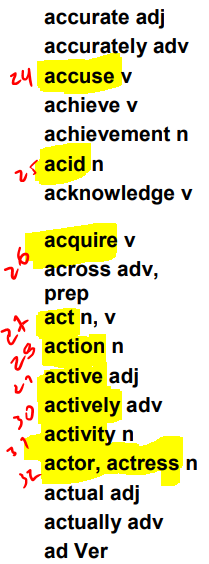 accurate adj
accurately adv
24 accuse v
achieve v
achievement n
25 acid n
acknowledge v
26 acquire v
across adv,
prep
27 act n, v
29 action n
29 active adj
30 actively adv
31 activity n
32 actor, actress n
actual adj
actually adv
ad Ver